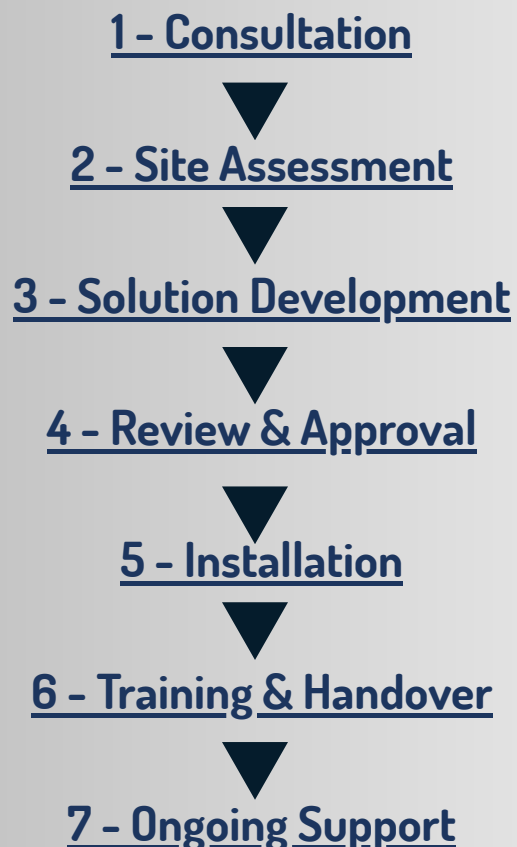 1 – Consultation
2 – Site Assessment
3 – Solution Development
4 – Review & Approval
5 – Installation
6 – Training & Handover
7 – Ongoing Support